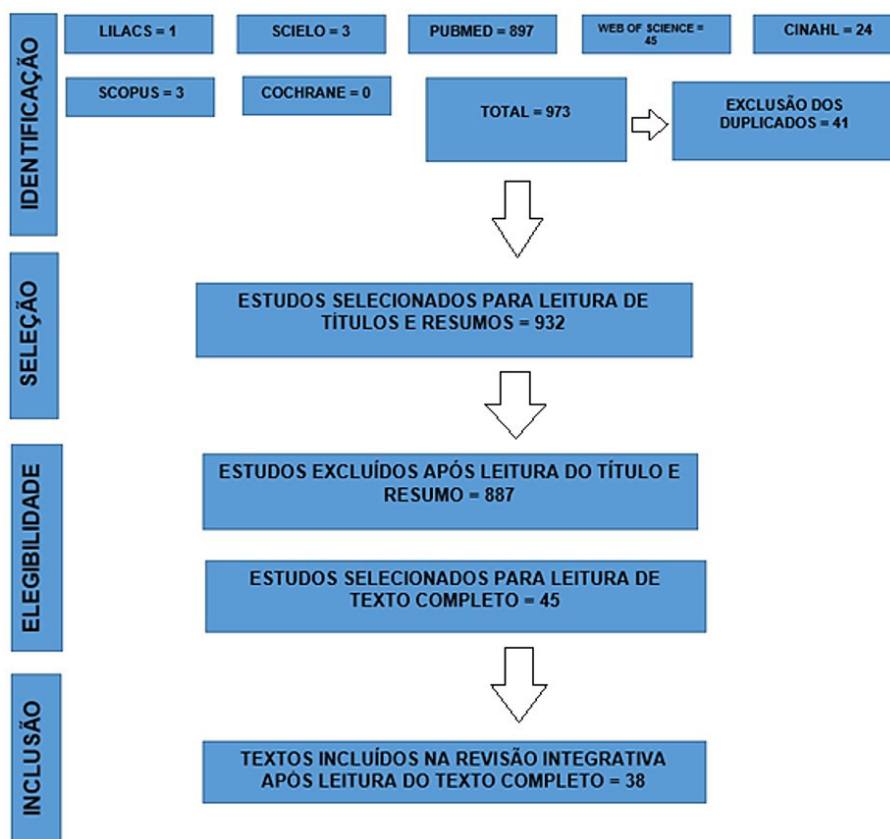 IDENTIFICAÇÃO
LILACS = 1
SCIELO = 3
PUBMED = 897
WEB OF SCIENCE =
45
CINAHL = 24
SCOPUS = 3
COCHRANE = 0
TOTAL = 973
EXCLUSÃO DOS
DUPLICADOS = 41
SELEÇÃO
ESTUDOS SELECIONADOS PARA LEITURA DE
TÍTULOS E RESUMOS = 932
ELEGIBILIDADE
ESTUDOS EXCLUÍDOS APÓS LEITURA DO TÍTULO E
RESUMO = 887
ESTUDOS SELECIONADOS PARA LEITURA DE
TEXTO COMPLETO = 45
INCLUSÃO
TEXTOS INCLUÍDOS NA REVISÃO INTEGRATIVA
APÓS LEITURA DO TEXTO COMPLETO = 38